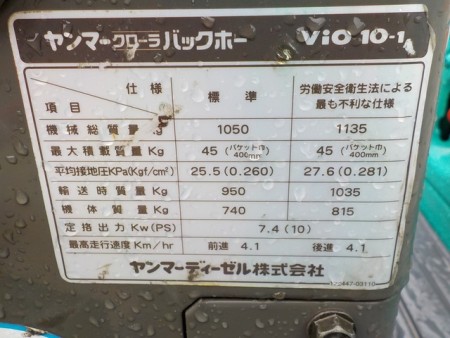 ヤンマークローラバックホー ViO 10-1
仕様
項目
標準
労働安全衛生法による
最も不利な仕様
機械総質量 Kg 1050 1135
最大積載質量 Kg 45 (バケット巾 400mm) 45 (バケット巾 400mm)
平均接地圧KPa(Kgf/cm²) 25.5(0.260) 27.6(0.281)
輸送時質量 Kg 950 1035
機体質量 Kg 740 815
定格出力 Kw(PS) 7.4(10)
最高走行速度 Km/hr 前進 4.1 後進 4.1
ヤンマーディーゼル株式会社
172447-03110